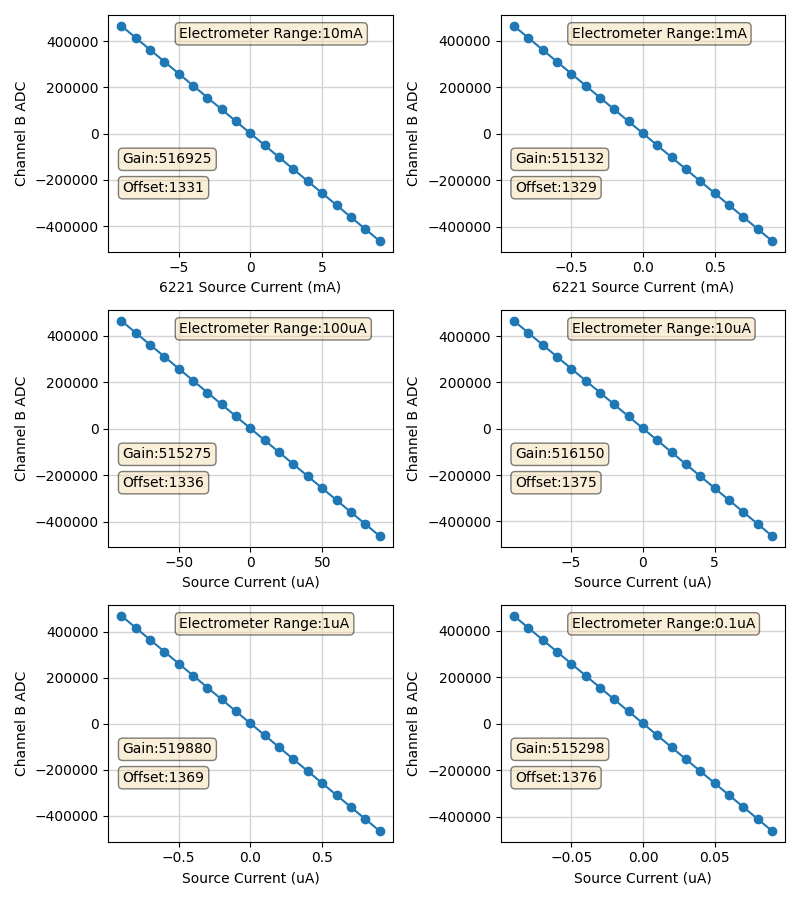 Electrometer Range:10mA
400000
200000
0
−200000
−400000
Channel B ADC
Gain:516925
Offset:1331
−5 0 5
6221 Source Current (mA)
Electrometer Range:1mA
400000
200000
0
−200000
−400000
Channel B ADC
Gain:515132
Offset:1329
−0.5 0.0 0.5
6221 Source Current (mA)
Electrometer Range:100uA
400000
200000
0
−200000
−400000
Channel B ADC
Gain:515275
Offset:1336
−50 0 50
Source Current (uA)
Electrometer Range:10uA
400000
200000
0
−200000
−400000
Channel B ADC
Gain:516150
Offset:1375
−5 0 5
Source Current (uA)
Electrometer Range:1uA
400000
200000
0
−200000
−400000
Channel B ADC
Gain:519880
Offset:1369
−0.5 0.0 0.5
Source Current (uA)
Electrometer Range:0.1uA
400000
200000
0
−200000
−400000
Channel B ADC
Gain:515298
Offset:1376
−0.05 0.00 0.05
Source Current (uA)